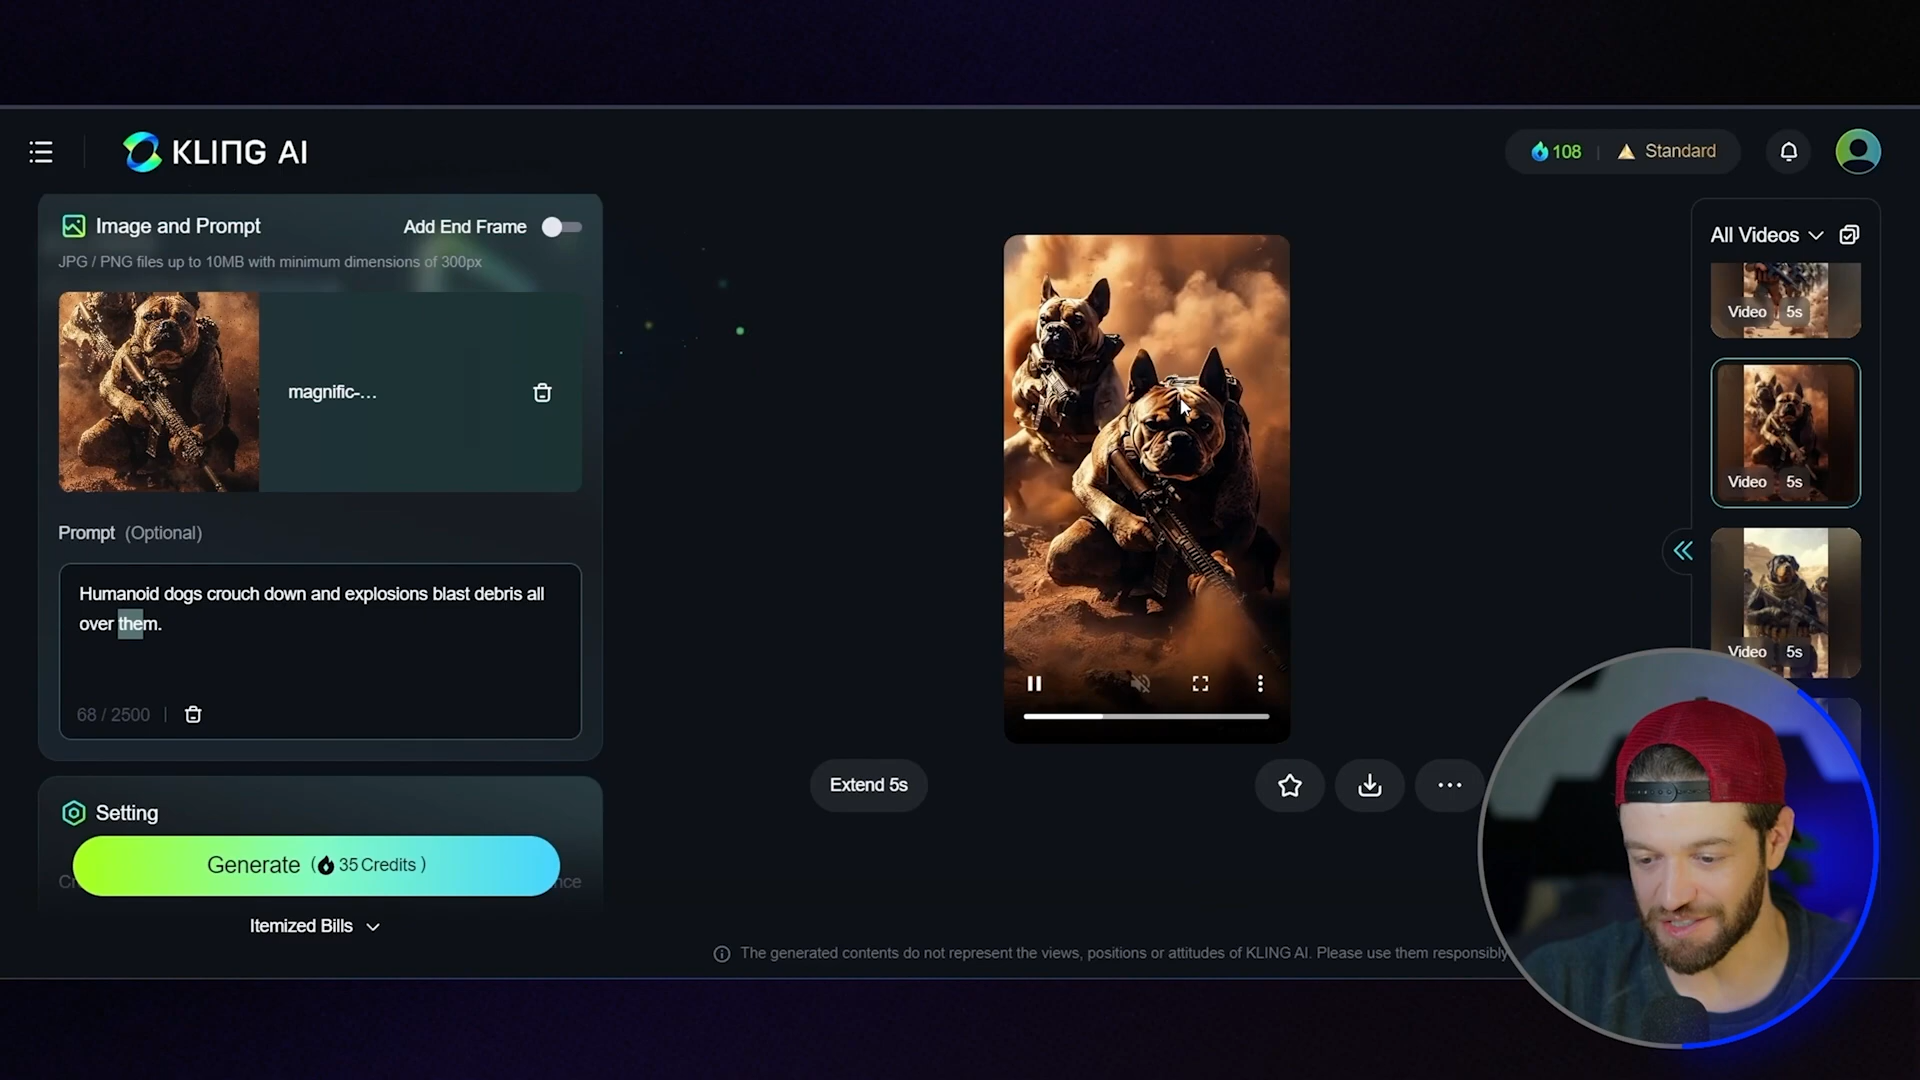 KLING AI
108
Standard
Image and Prompt
Add End Frame
JPG / PNG files up to 10MB with minimum dimensions of 300px
magnific-...
Prompt (Optional)
Humanoid dogs crouch down and explosions blast debris all
over them.
68 / 2500
Setting
Generate ( 35 Credits )
Itemized Bills
Extend 5s
The generated contents do not represent the views, positions or attitudes of KLING AI. Please use them responsibly
All Videos
Video 5s
Video 5s
Video 5s